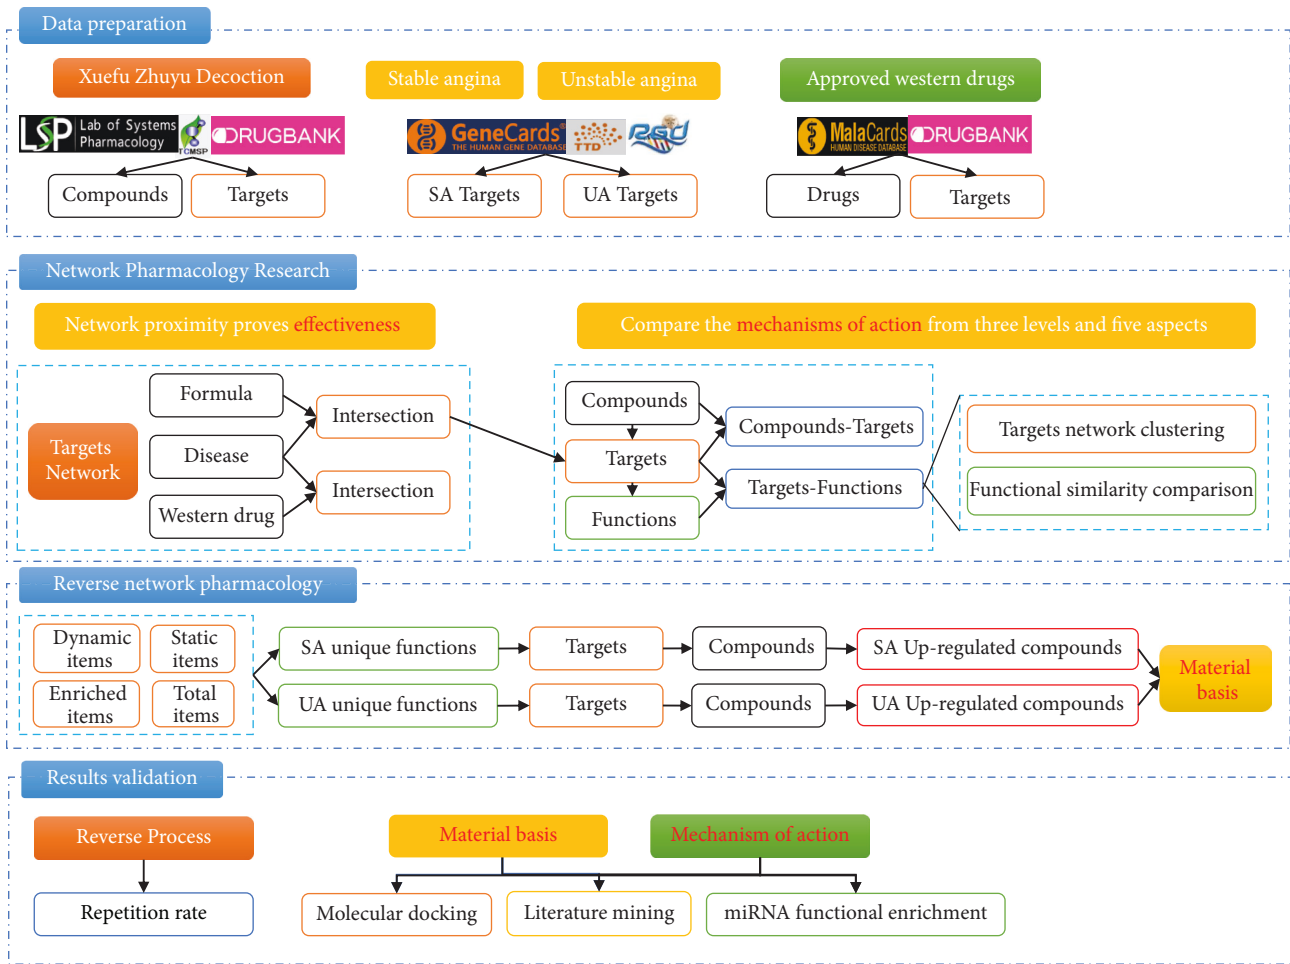 Data preparation
Xuefu Zhuyu Decoction
Stable angina
Unstable angina
Approved western drugs
LSP Lab of Systems
Pharmacology
TCMSP
DRUGBANK
GeneCards®
THE HUMAN GENE DATABASE
TTD
RGD
MalaCards
HUMAN DISEASE DATABASE
DRUGBANK
Compounds
Targets
SA Targets
UA Targets
Drugs
Targets
Network Pharmacology Research
Network proximity proves effectiveness
Compare the mechanisms of action from three levels and five aspects
Targets
Network
Formula
Disease
Western drug
Intersection
Intersection
Compounds
Targets
Functions
Compounds-Targets
Targets-Functions
Targets network clustering
Functional similarity comparison
Reverse network pharmacology
Dynamic
items
Static
items
Enriched
items
Total
items
SA unique functions
Targets
Compounds
SA Up-regulated compounds
UA unique functions
Targets
Compounds
UA Up-regulated compounds
Material
basis
Results validation
Reverse Process
Material basis
Mechanism of action
Repetition rate
Molecular docking
Literature mining
miRNA functional enrichment